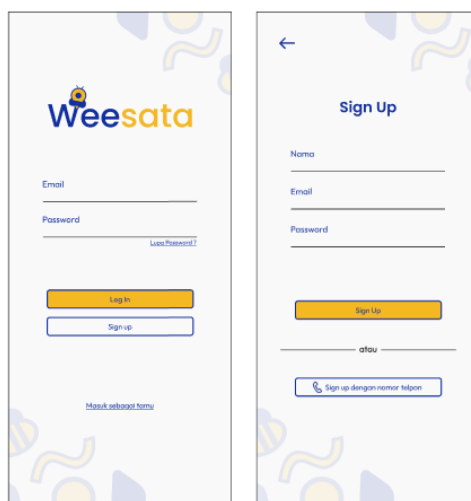 Weesata
Email
Password
Lupa Password ?
Log In
Sign up
Masuk sebagai tamu
Sign Up
Nama
Email
Password
Sign Up
atau
Sign up dengan nomor telpon